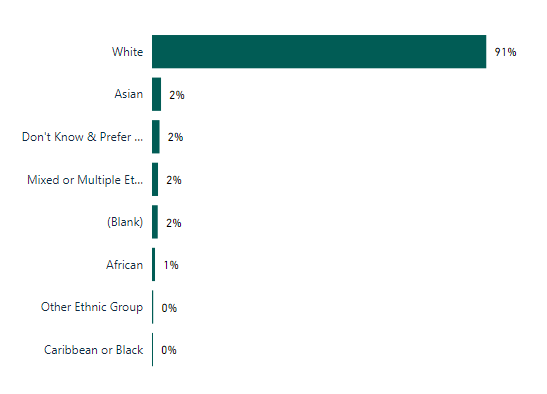 White 91%
Asian 2%
Don't Know & Prefer ... 2%
Mixed or Multiple Et... 2%
(Blank) 2%
African 1%
Other Ethnic Group 0%
Caribbean or Black 0%